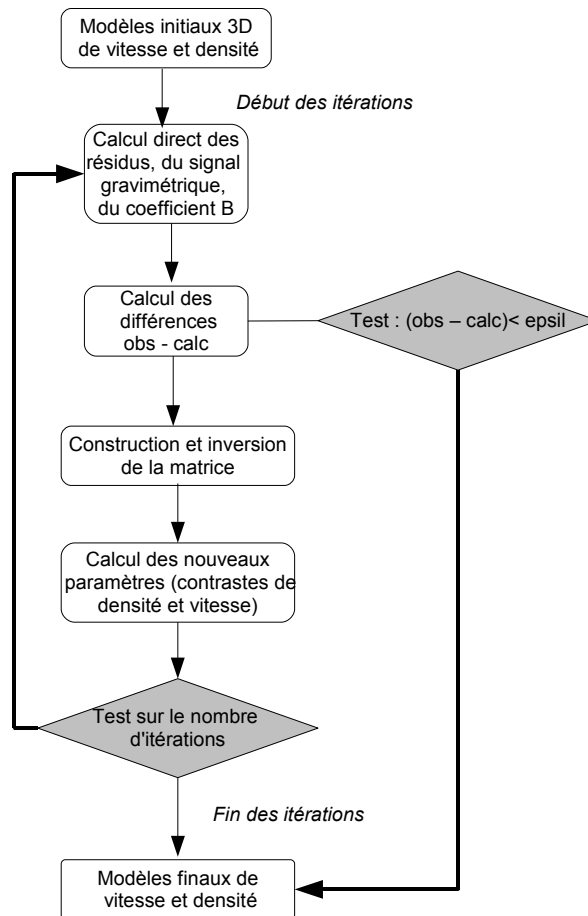 Modèles initiaux 3D
de vitesse et densité
Début des itérations
Calcul direct des
résidus, du signal
gravimétrique,
du coefficient B
Calcul des
différences
obs - calc
Test : (obs – calc)< epsil
Construction et inversion
de la matrice
Calcul des nouveaux
paramètres (contrastes de
densité et vitesse)
Test sur le nombre
d'itérations
Fin des itérations
Modèles finaux de
vitesse et densité